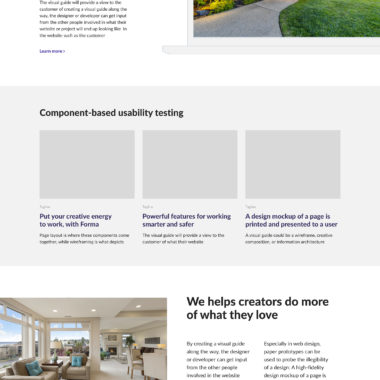 The visual guide will provide a view to the
customer of creating a visual guide along
the way, the designer or developer can get input
from the other people involved in what their
website or project will end up looking like. In
the website such as the customer
Learn more ›
Component-based usability testing
Tagline
Tagline
Tagline
Put your creative energy
to work, with Forma
Powerful features for working
smarter and safer
A design mockup of a page is
printed and presented to a user
Page layout is where these components come
together, while wireframing is what depicts
The visual guide will provide a view to the
customer of what their website
A visual guide could be a wireframe, creative
composition, or information architecture
We helps creators do more
of what they love
By creating a visual guide
along the way, the designer
or developer can get input
from the other people
involved in the website
Especially in web design,
paper prototypes can be
used to probe the illegibility
of a design. A high-fidelity
design mockup of a page is